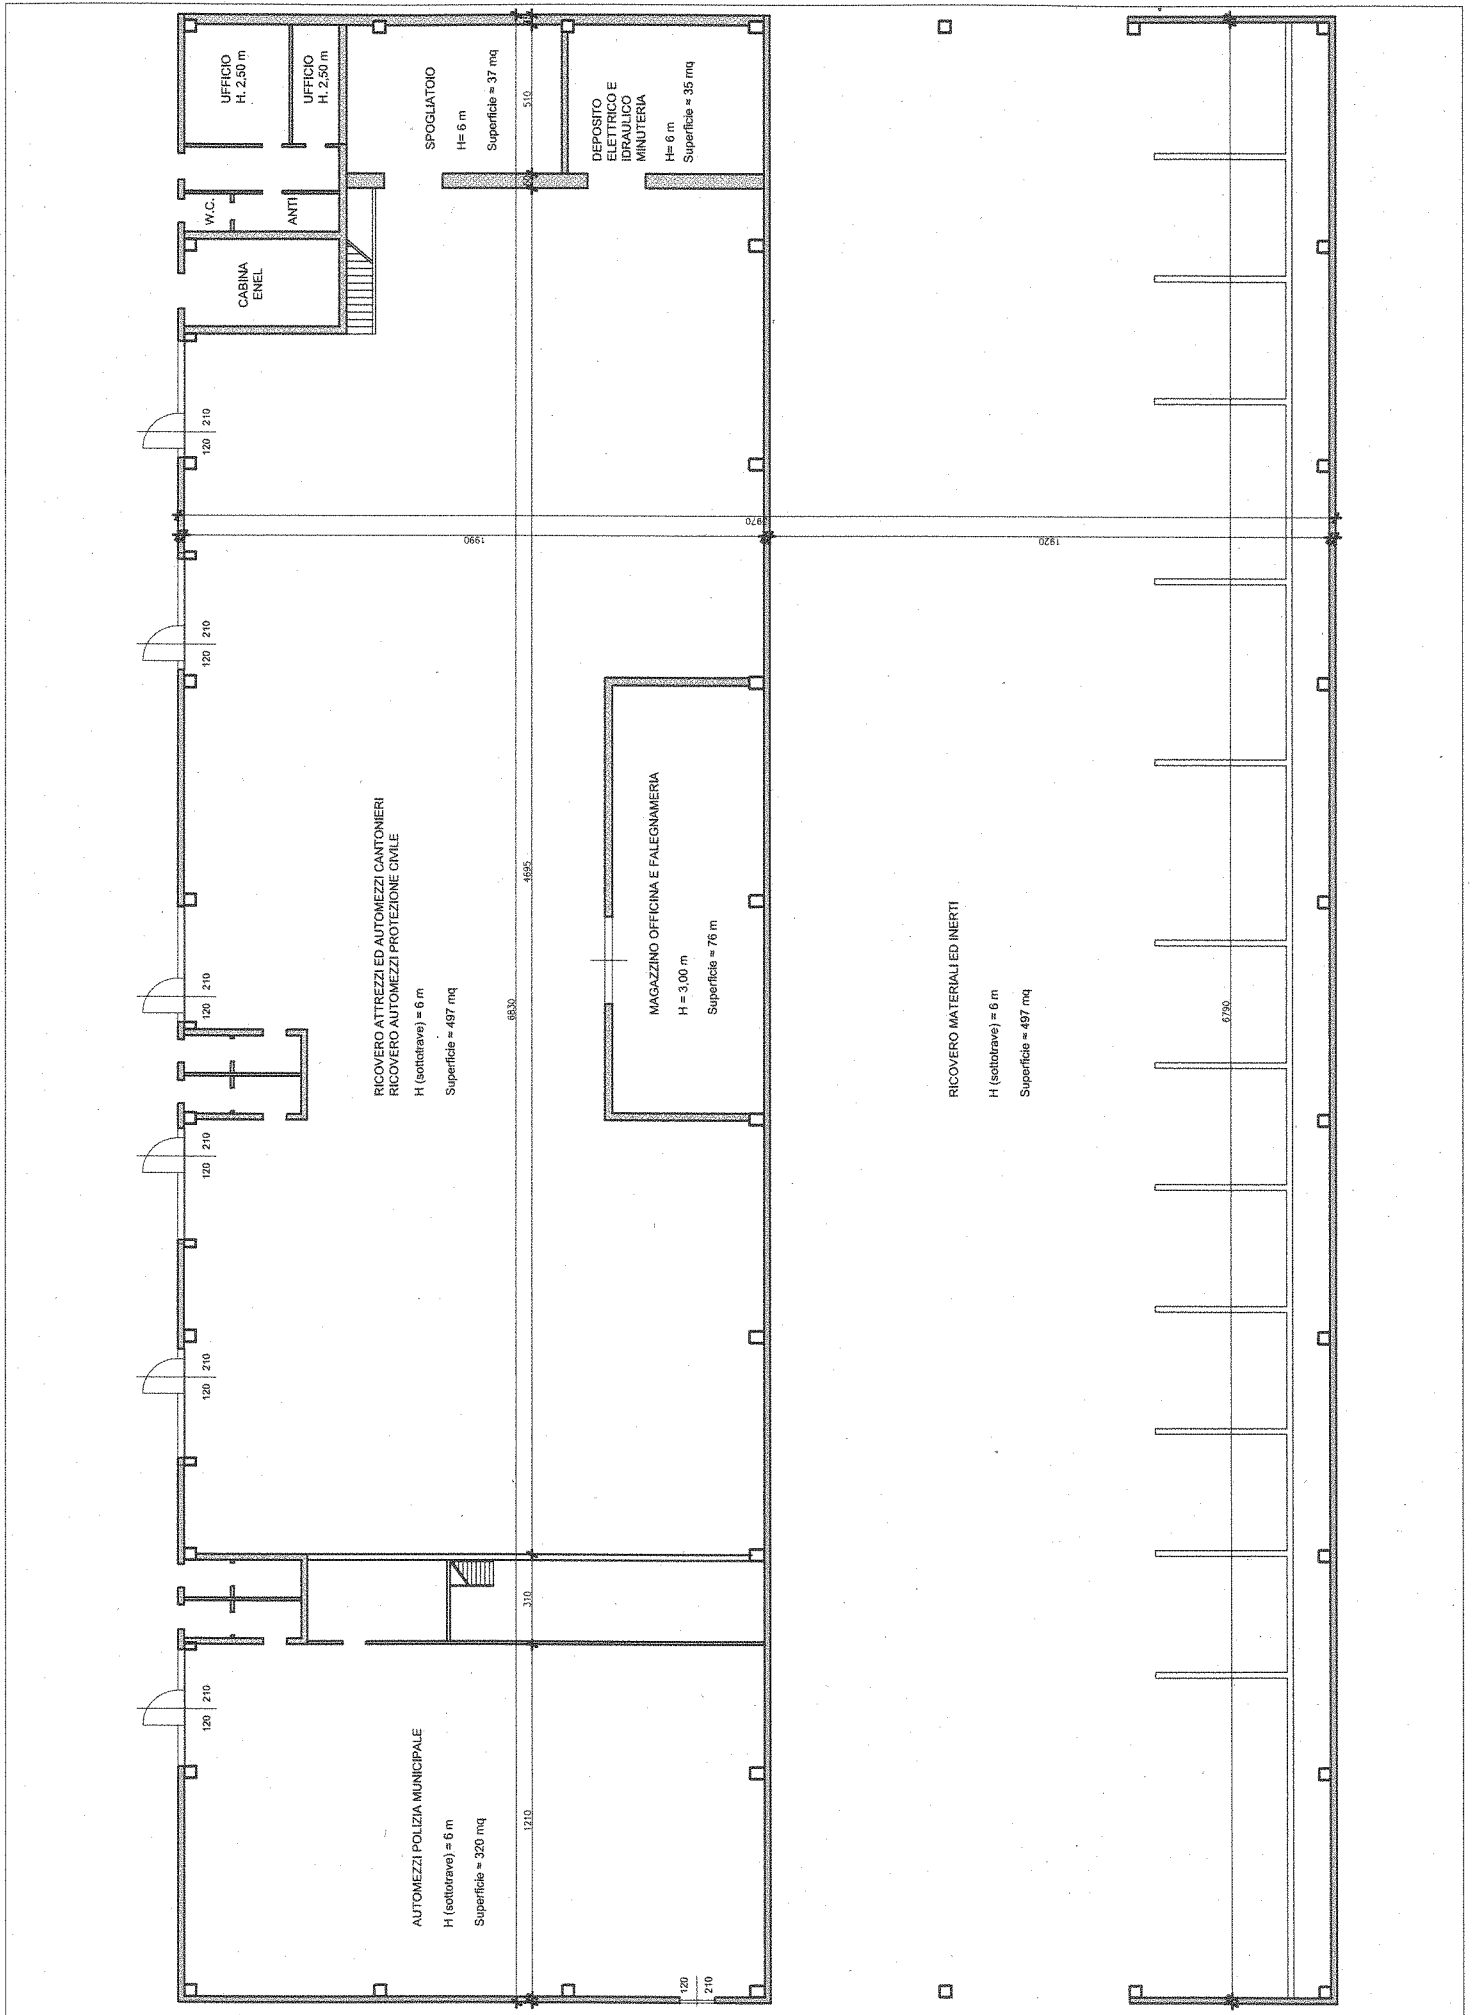 UFFICIO
H. 2,50 m
UFFICIO
H. 2,50 m
W.C.
ANTI
CABINA
ENEL
SPOGLIATOIO
H= 6 m
Superficie ≈ 37 mq
510
DEPOSITO
ELETTRICO E
IDRAULICO
MINUTERIA
H= 6 m
Superficie ≈ 35 mq
120 210
120 210
120 210
120 210
120 210
120 210
1990
1920
RICOVERO ATTREZZI ED AUTOMEZZI CANTONIERI
RICOVERO AUTOMEZZI PROTEZIONE CIVILE
H (sottotrave) = 6 m
Superficie ≈ 497 mq
6830
4695
MAGAZZINO OFFICINA E FALEGNAMERIA
H = 3,00 m
Superficie ≈ 76 m
RICOVERO MATERIALI ED INERTI
H (sottotrave) = 6 m
Superficie ≈ 497 mq
6790
310
AUTOMEZZI POLIZIA MUNICIPALE
H (sottotrave) = 6 m
Superficie ≈ 320 mq
1210
120
210